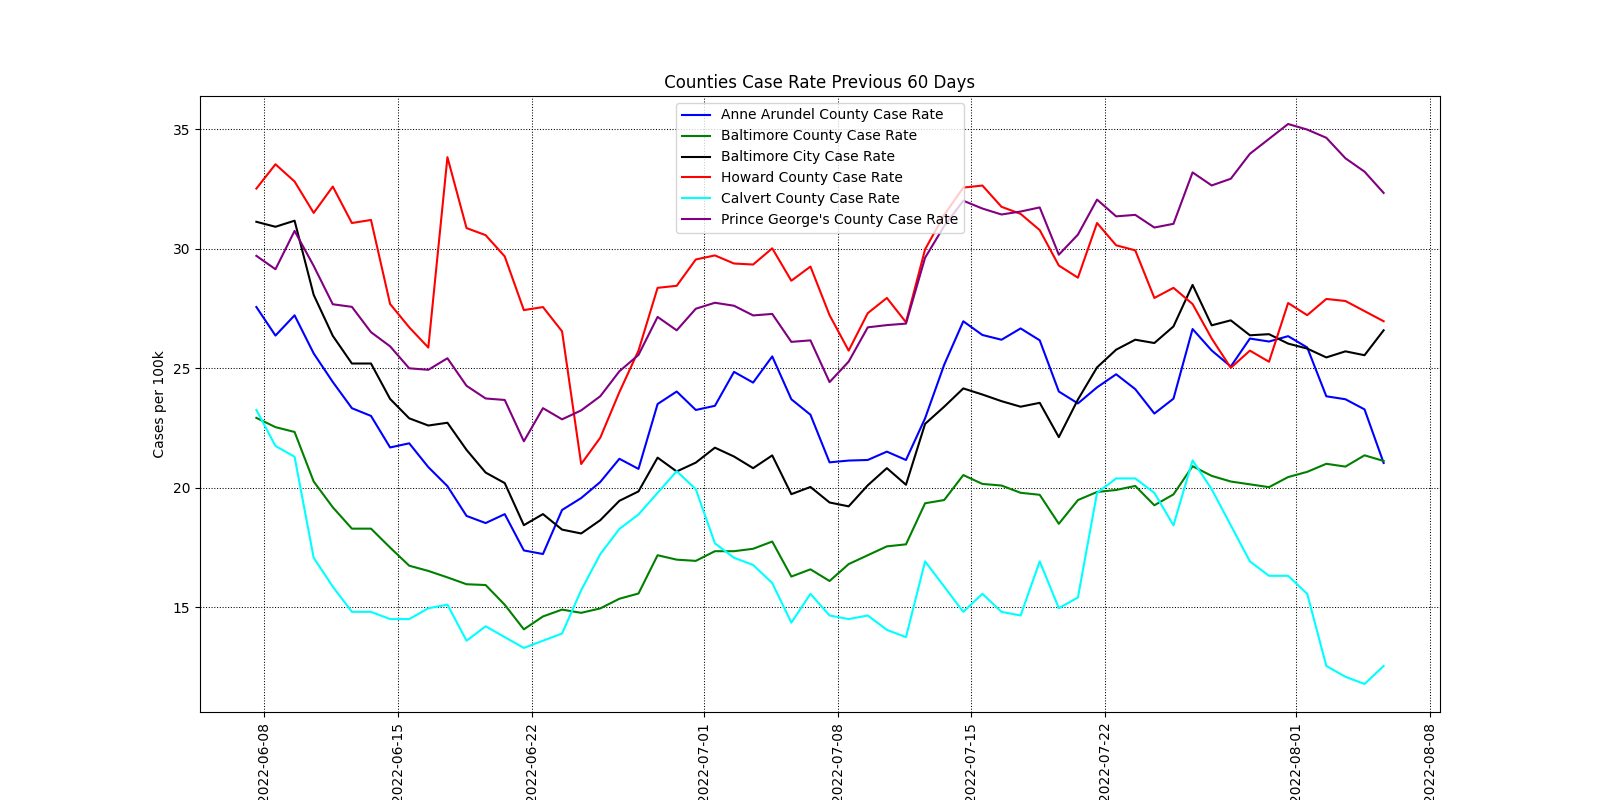 Counties Case Rate Previous 60 Days
Anne Arundel County Case Rate
Baltimore County Case Rate
Baltimore City Case Rate
Howard County Case Rate
Calvert County Case Rate
Prince George's County Case Rate
Cases per 100k
35
30
25
20
15
2022-06-08
2022-06-15
2022-06-22
2022-07-01
2022-07-08
2022-07-15
2022-07-22
2022-08-01
2022-08-08